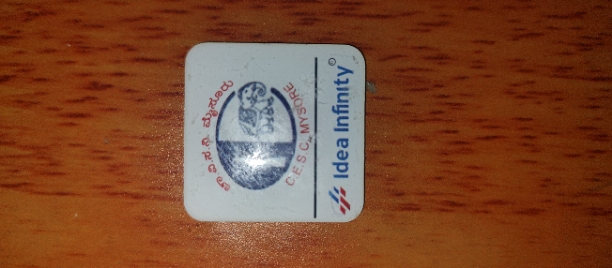 ಚಾ.ವಿ.ಸ.ನಿ. ಮೈಸೂರು
C.E.S.C. MYSORE
Idea Infinity